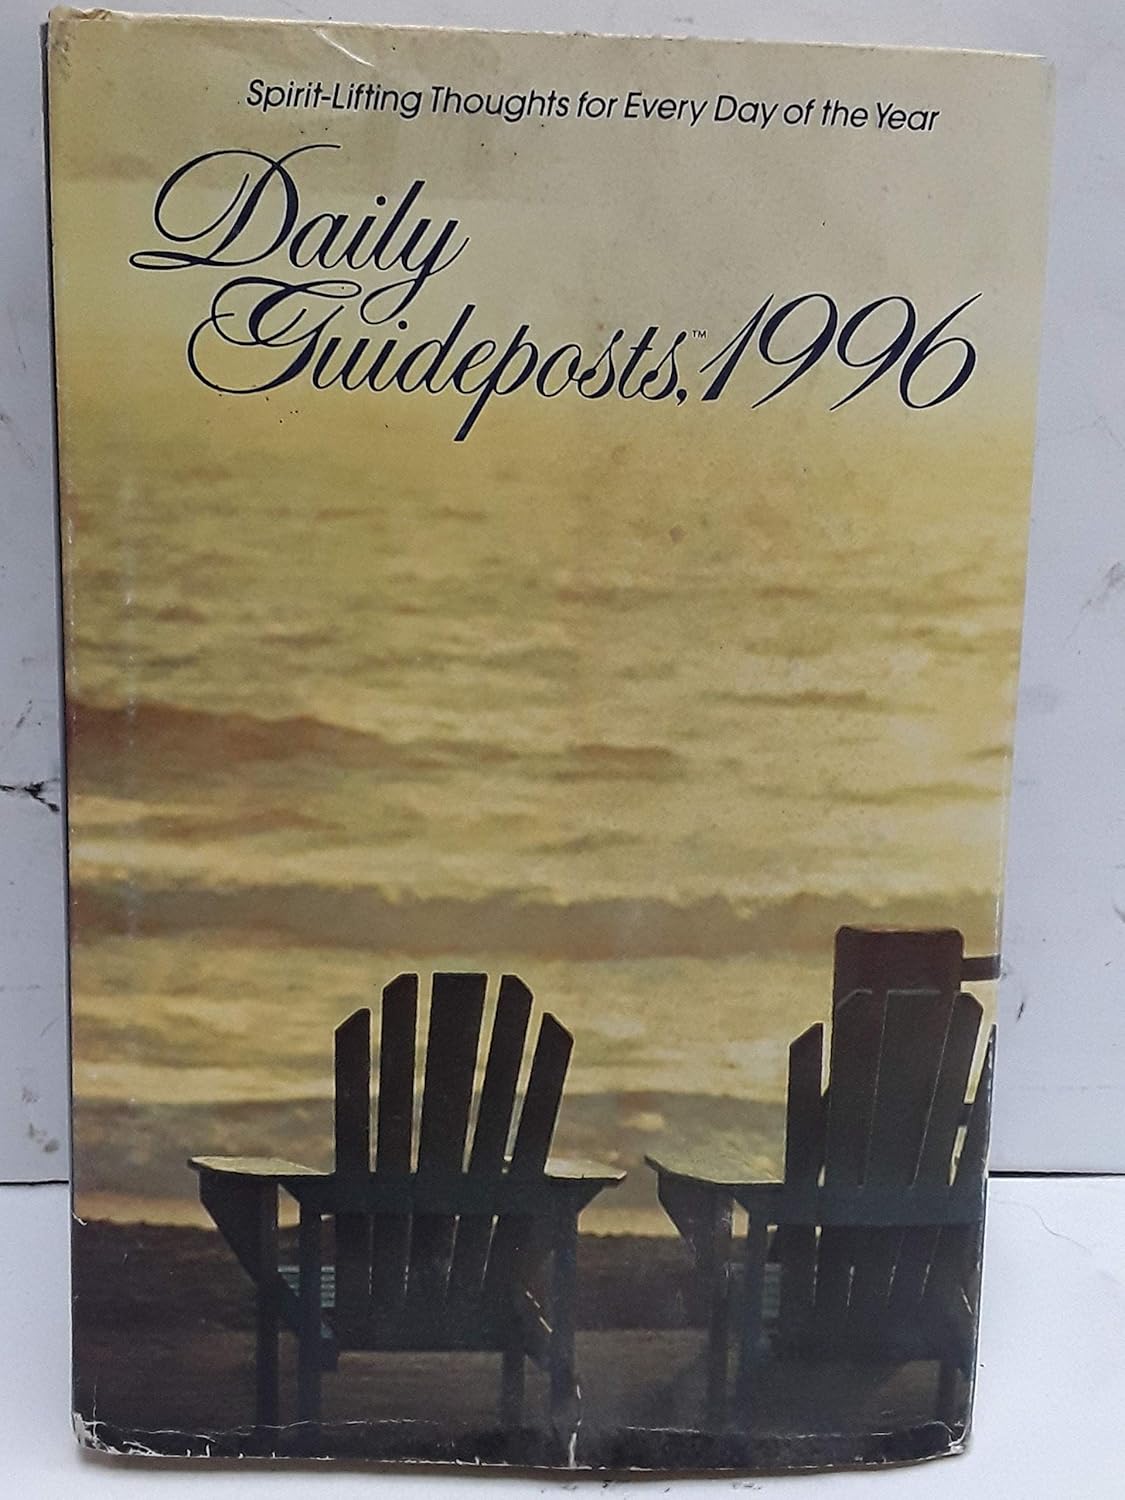 Spirit-Lifting Thoughts for Every Day of the Year
Daily
Guideposts,™ 1996